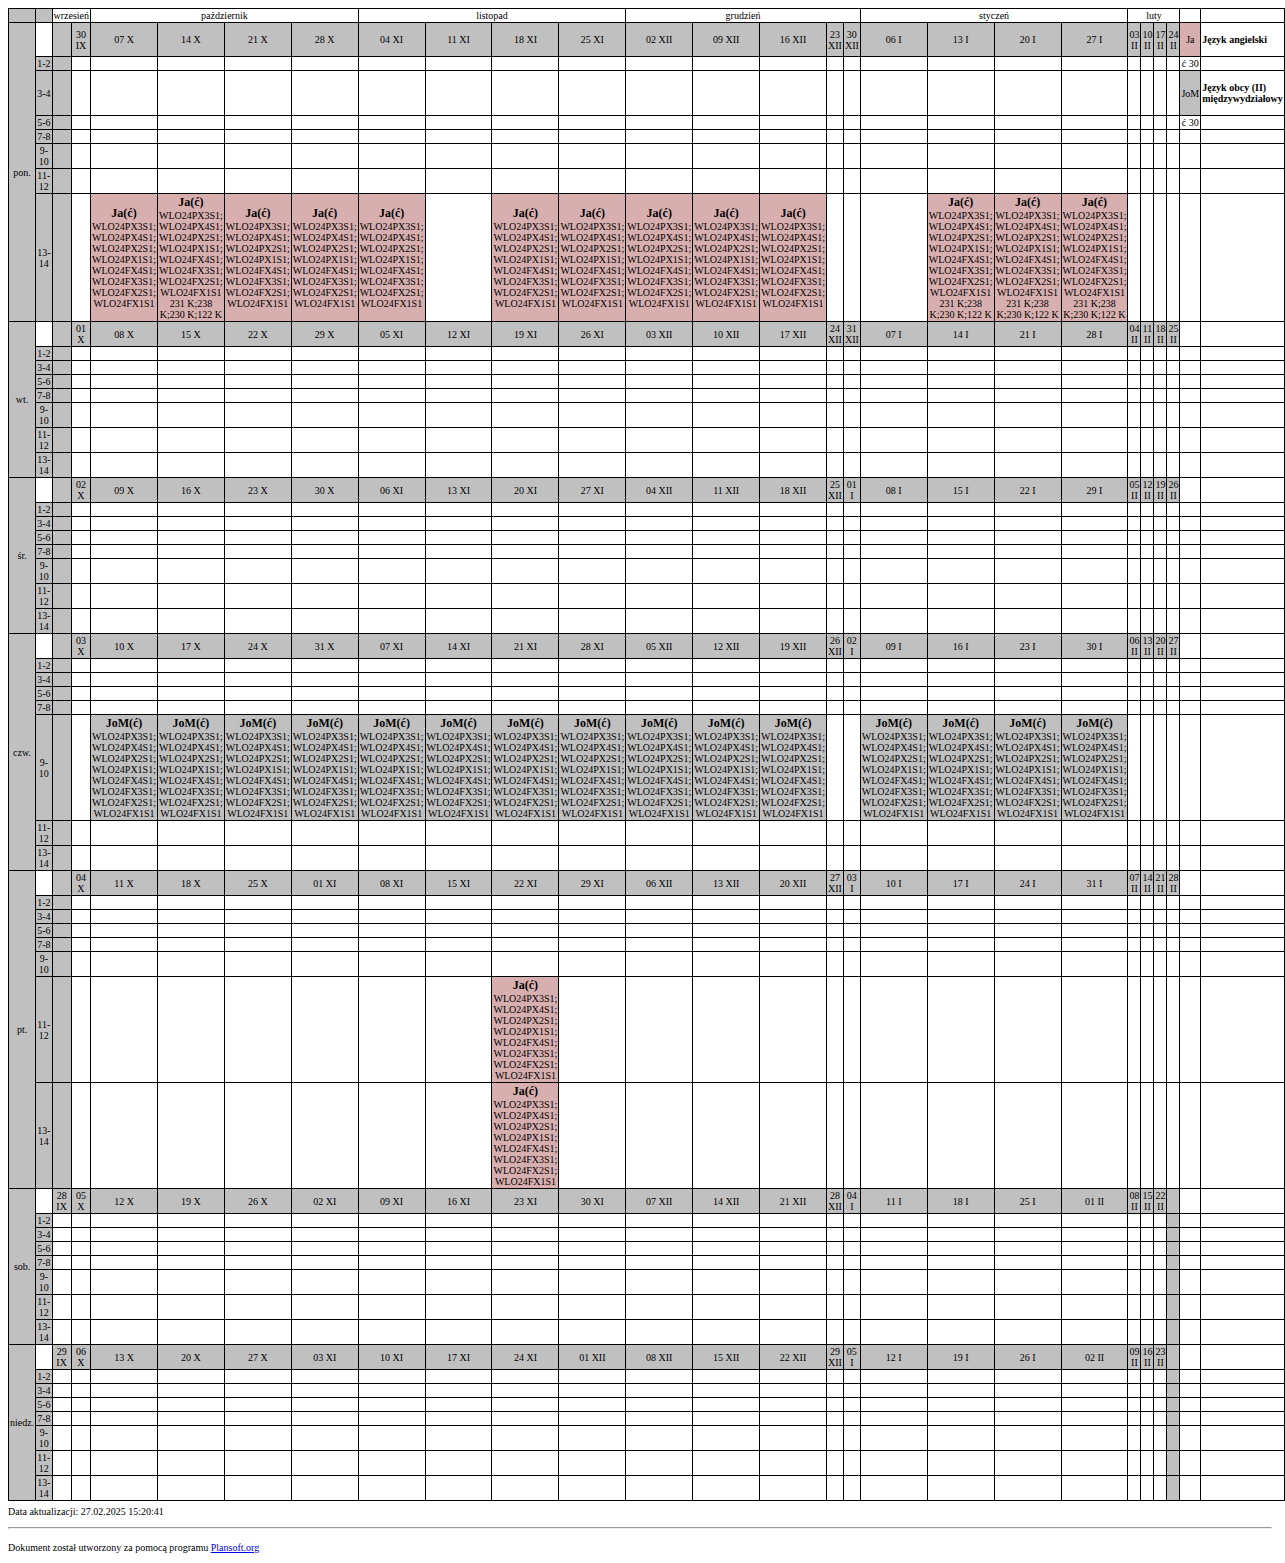 wrzesień październik listopad grudzień styczeń luty
pon. 30 IX 07 X 14 X 21 X 28 X 04 XI 11 XI 18 XI 25 XI 02 XII 09 XII 16 XII 23 XII 30 XII 06 I 13 I 20 I 27 I 03 II 10 II 17 II 24 II Ja Język angielski
1-2 ć 30
3-4 JoM Język obcy (II) międzywydziałowy
5-6 ć 30
7-8
9-10
11-12
13-14
Ja(ć) Ja(ć) Ja(ć) Ja(ć) Ja(ć) Ja(ć) Ja(ć) Ja(ć) Ja(ć) Ja(ć) Ja(ć) Ja(ć) Ja(ć)
WLO24PX3S1; WLO24PX3S1; WLO24PX3S1; WLO24PX3S1; WLO24PX3S1; WLO24PX3S1; WLO24PX3S1; WLO24PX3S1; WLO24PX3S1; WLO24PX3S1; WLO24PX3S1; WLO24PX3S1; WLO24PX3S1;
WLO24PX4S1; WLO24PX4S1; WLO24PX4S1; WLO24PX4S1; WLO24PX4S1; WLO24PX4S1; WLO24PX4S1; WLO24PX4S1; WLO24PX4S1; WLO24PX4S1; WLO24PX4S1; WLO24PX4S1; WLO24PX4S1;
WLO24PX2S1; WLO24PX2S1; WLO24PX2S1; WLO24PX2S1; WLO24PX2S1; WLO24PX2S1; WLO24PX2S1; WLO24PX2S1; WLO24PX2S1; WLO24PX2S1; WLO24PX2S1; WLO24PX2S1; WLO24PX2S1;
WLO24PX1S1; WLO24PX1S1; WLO24PX1S1; WLO24PX1S1; WLO24PX1S1; WLO24PX1S1; WLO24PX1S1; WLO24PX1S1; WLO24PX1S1; WLO24PX1S1; WLO24PX1S1; WLO24PX1S1; WLO24PX1S1;
WLO24FX4S1; WLO24FX4S1; WLO24FX4S1; WLO24FX4S1; WLO24FX4S1; WLO24FX4S1; WLO24FX4S1; WLO24FX4S1; WLO24FX4S1; WLO24FX4S1; WLO24FX4S1; WLO24FX4S1; WLO24FX4S1;
WLO24FX3S1; WLO24FX3S1; WLO24FX3S1; WLO24FX3S1; WLO24FX3S1; WLO24FX3S1; WLO24FX3S1; WLO24FX3S1; WLO24FX3S1; WLO24FX3S1; WLO24FX3S1; WLO24FX3S1; WLO24FX3S1;
WLO24FX2S1; WLO24FX2S1; WLO24FX2S1; WLO24FX2S1; WLO24FX2S1; WLO24FX2S1; WLO24FX2S1; WLO24FX2S1; WLO24FX2S1; WLO24FX2S1; WLO24FX2S1; WLO24FX2S1; WLO24FX2S1;
WLO24FX1S1 WLO24FX1S1 WLO24FX1S1 WLO24FX1S1 WLO24FX1S1 WLO24FX1S1 WLO24FX1S1 WLO24FX1S1 WLO24FX1S1 WLO24FX1S1 WLO24FX1S1 WLO24FX1S1 WLO24FX1S1
231 K;238 231 K;238 231 K;238 231 K;238
K;230 K;122 K K;230 K;122 K K;230 K;122 K K;230 K;122 K
wt. 01 X 08 X 15 X 22 X 29 X 05 XI 12 XI 19 XI 26 XI 03 XII 10 XII 17 XII 24 XII 31 XII 07 I 14 I 21 I 28 I 04 II 11 II 18 II 25 II
1-2
3-4
5-6
7-8
9-10
11-12
13-14
śr. 02 X 09 X 16 X 23 X 30 X 06 XI 13 XI 20 XI 27 XI 04 XII 11 XII 18 XII 25 XII 01 I 08 I 15 I 22 I 29 I 05 II 12 II 19 II 26 II
1-2
3-4
5-6
7-8
9-10
11-12
13-14
czw. 03 X 10 X 17 X 24 X 31 X 07 XI 14 XI 21 XI 28 XI 05 XII 12 XII 19 XII 26 XII 02 I 09 I 16 I 23 I 30 I 06 II 13 II 20 II 27 II
1-2
3-4
5-6
7-8
9-10
JoM(ć) JoM(ć) JoM(ć) JoM(ć) JoM(ć) JoM(ć) JoM(ć) JoM(ć) JoM(ć) JoM(ć) JoM(ć) JoM(ć) JoM(ć) JoM(ć) JoM(ć)
WLO24PX3S1; WLO24PX3S1; WLO24PX3S1; WLO24PX3S1; WLO24PX3S1; WLO24PX3S1; WLO24PX3S1; WLO24PX3S1; WLO24PX3S1; WLO24PX3S1; WLO24PX3S1; WLO24PX3S1; WLO24PX3S1; WLO24PX3S1; WLO24PX3S1;
WLO24PX4S1; WLO24PX4S1; WLO24PX4S1; WLO24PX4S1; WLO24PX4S1; WLO24PX4S1; WLO24PX4S1; WLO24PX4S1; WLO24PX4S1; WLO24PX4S1; WLO24PX4S1; WLO24PX4S1; WLO24PX4S1; WLO24PX4S1; WLO24PX4S1;
WLO24PX2S1; WLO24PX2S1; WLO24PX2S1; WLO24PX2S1; WLO24PX2S1; WLO24PX2S1; WLO24PX2S1; WLO24PX2S1; WLO24PX2S1; WLO24PX2S1; WLO24PX2S1; WLO24PX2S1; WLO24PX2S1; WLO24PX2S1; WLO24PX2S1;
WLO24PX1S1; WLO24PX1S1; WLO24PX1S1; WLO24PX1S1; WLO24PX1S1; WLO24PX1S1; WLO24PX1S1; WLO24PX1S1; WLO24PX1S1; WLO24PX1S1; WLO24PX1S1; WLO24PX1S1; WLO24PX1S1; WLO24PX1S1; WLO24PX1S1;
WLO24FX4S1; WLO24FX4S1; WLO24FX4S1; WLO24FX4S1; WLO24FX4S1; WLO24FX4S1; WLO24FX4S1; WLO24FX4S1; WLO24FX4S1; WLO24FX4S1; WLO24FX4S1; WLO24FX4S1; WLO24FX4S1; WLO24FX4S1; WLO24FX4S1;
WLO24FX3S1; WLO24FX3S1; WLO24FX3S1; WLO24FX3S1; WLO24FX3S1; WLO24FX3S1; WLO24FX3S1; WLO24FX3S1; WLO24FX3S1; WLO24FX3S1; WLO24FX3S1; WLO24FX3S1; WLO24FX3S1; WLO24FX3S1; WLO24FX3S1;
WLO24FX2S1; WLO24FX2S1; WLO24FX2S1; WLO24FX2S1; WLO24FX2S1; WLO24FX2S1; WLO24FX2S1; WLO24FX2S1; WLO24FX2S1; WLO24FX2S1; WLO24FX2S1; WLO24FX2S1; WLO24FX2S1; WLO24FX2S1; WLO24FX2S1;
WLO24FX1S1 WLO24FX1S1 WLO24FX1S1 WLO24FX1S1 WLO24FX1S1 WLO24FX1S1 WLO24FX1S1 WLO24FX1S1 WLO24FX1S1 WLO24FX1S1 WLO24FX1S1 WLO24FX1S1 WLO24FX1S1 WLO24FX1S1 WLO24FX1S1
11-12
13-14
pt. 04 X 11 X 18 X 25 X 01 XI 08 XI 15 XI 22 XI 29 XI 06 XII 13 XII 20 XII 27 XII 03 I 10 I 17 I 24 I 31 I 07 II 14 II 21 II 28 II
1-2
3-4
5-6
7-8
9-10
11-12
Ja(ć)
WLO24PX3S1;
WLO24PX4S1;
WLO24PX2S1;
WLO24PX1S1;
WLO24FX4S1;
WLO24FX3S1;
WLO24FX2S1;
WLO24FX1S1
13-14
Ja(ć)
WLO24PX3S1;
WLO24PX4S1;
WLO24PX2S1;
WLO24PX1S1;
WLO24FX4S1;
WLO24FX3S1;
WLO24FX2S1;
WLO24FX1S1
sob. 28 IX 05 X 12 X 19 X 26 X 02 XI 09 XI 16 XI 23 XI 30 XI 07 XII 14 XII 21 XII 28 XII 04 I 11 I 18 I 25 I 01 II 08 II 15 II 22 II
1-2
3-4
5-6
7-8
9-10
11-12
13-14
niedz. 29 IX 06 X 13 X 20 X 27 X 03 XI 10 XI 17 XI 24 XI 01 XII 08 XII 15 XII 22 XII 29 XII 05 I 12 I 19 I 26 I 02 II 09 II 16 II 23 II
1-2
3-4
5-6
7-8
9-10
11-12
13-14
Data aktualizacji: 27.02.2025 15:20:41
Dokument został utworzony za pomocą programu Plansoft.org